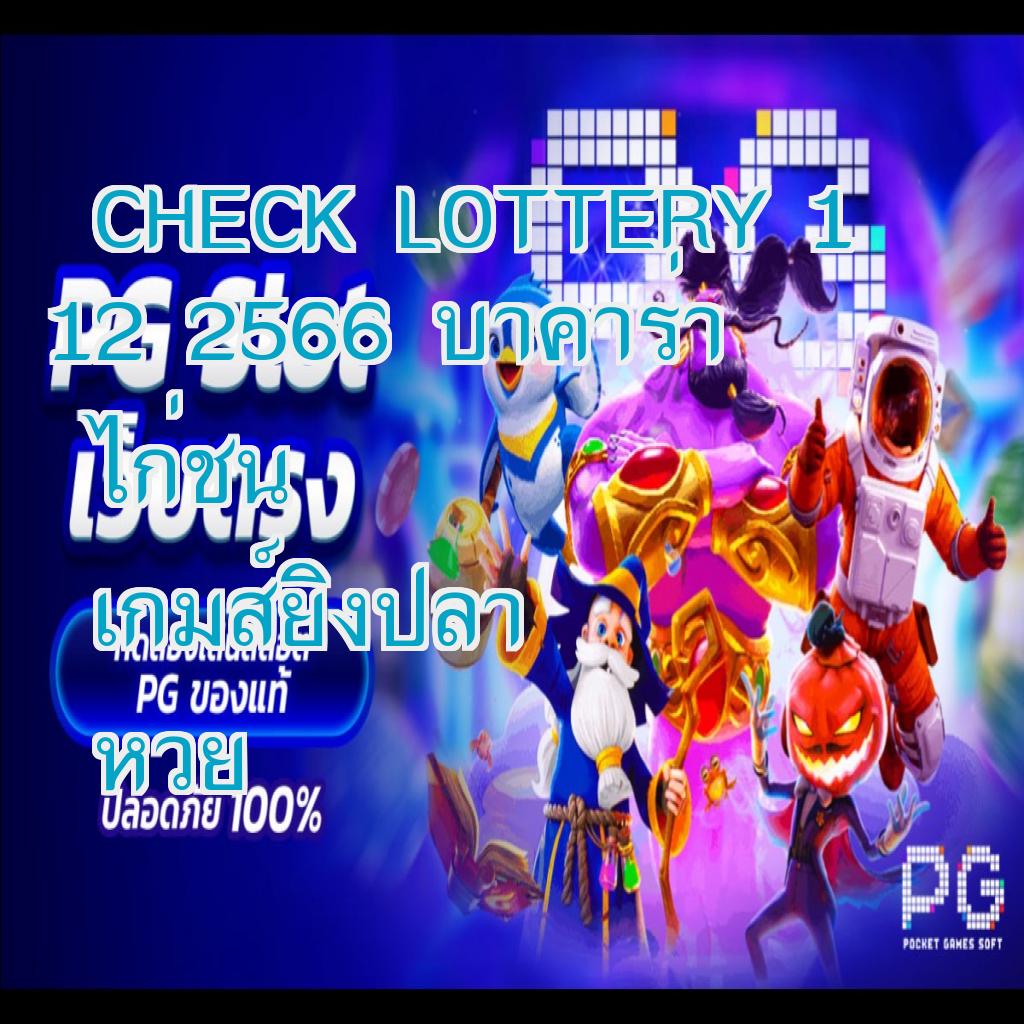 CHECK LOTTERY 1
12 2566 บาคาร่า
PG Slot
ไก่ชน
เว็บตรง
เกมส์ยิงปลา
PG ของแท้
หวย
ปลอดภัย 100%
PG
POCKET GAMES SOFT